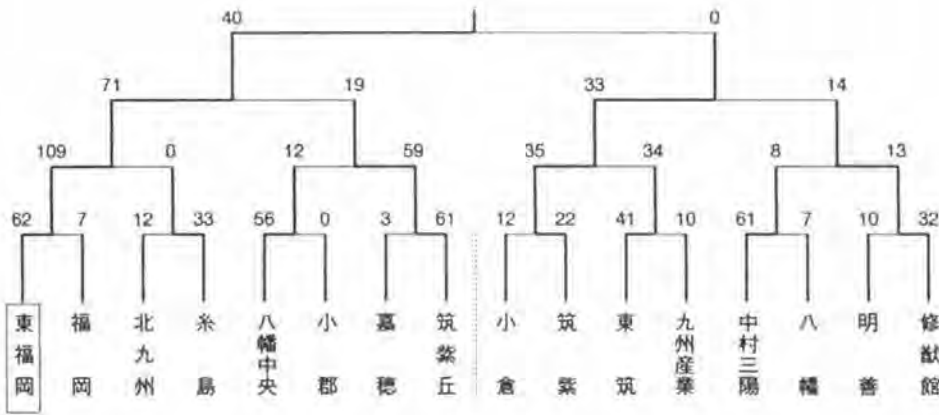 40 0
71 19 33 14
109 0 12 59 35 34 8 13
62 7 12 33 56 0 3 61 12 22 41 10 61 7 10 32
東福岡
福岡
北九州
糸島
八幡中央
小郡
嘉穂
筑紫丘
小倉
筑紫
東筑
九州産業
中村三陽
八幡
明善
修猷館